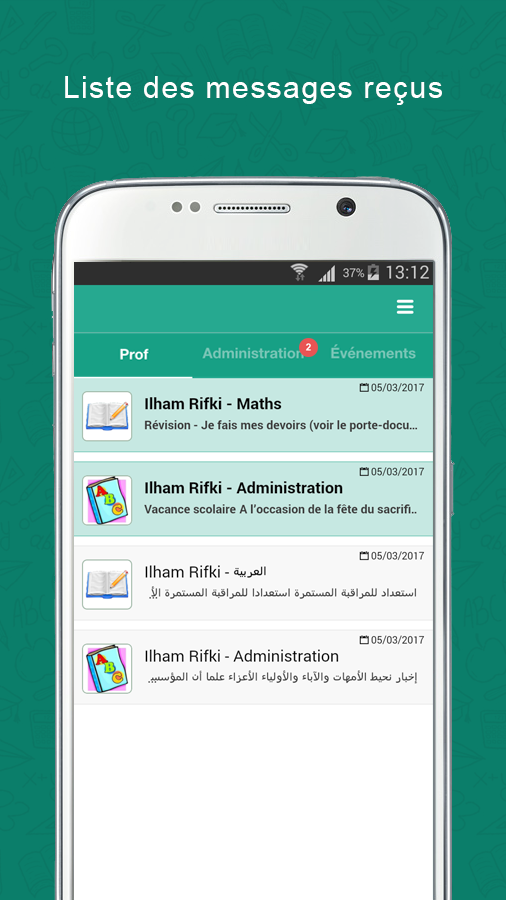 Liste des messages reçus
37% 13:12
Prof Administration 2 Événements
05/03/2017
Ilham Rifki - Maths
Révision - Je fais mes devoirs (voir le porte-docu...
05/03/2017
Ilham Rifki - Administration
Vacance scolaire A l'occasion de la fête du sacrifi..
05/03/2017
Ilham Rifki - العربية
استعداد للمراقبة المستمرة استعدادا للمراقبة المستمرة الأ..
05/03/2017
Ilham Rifki - Administration
إخبار نحيط الأمهات والآباء والأولياء الأعزاء علما أن المؤسس..